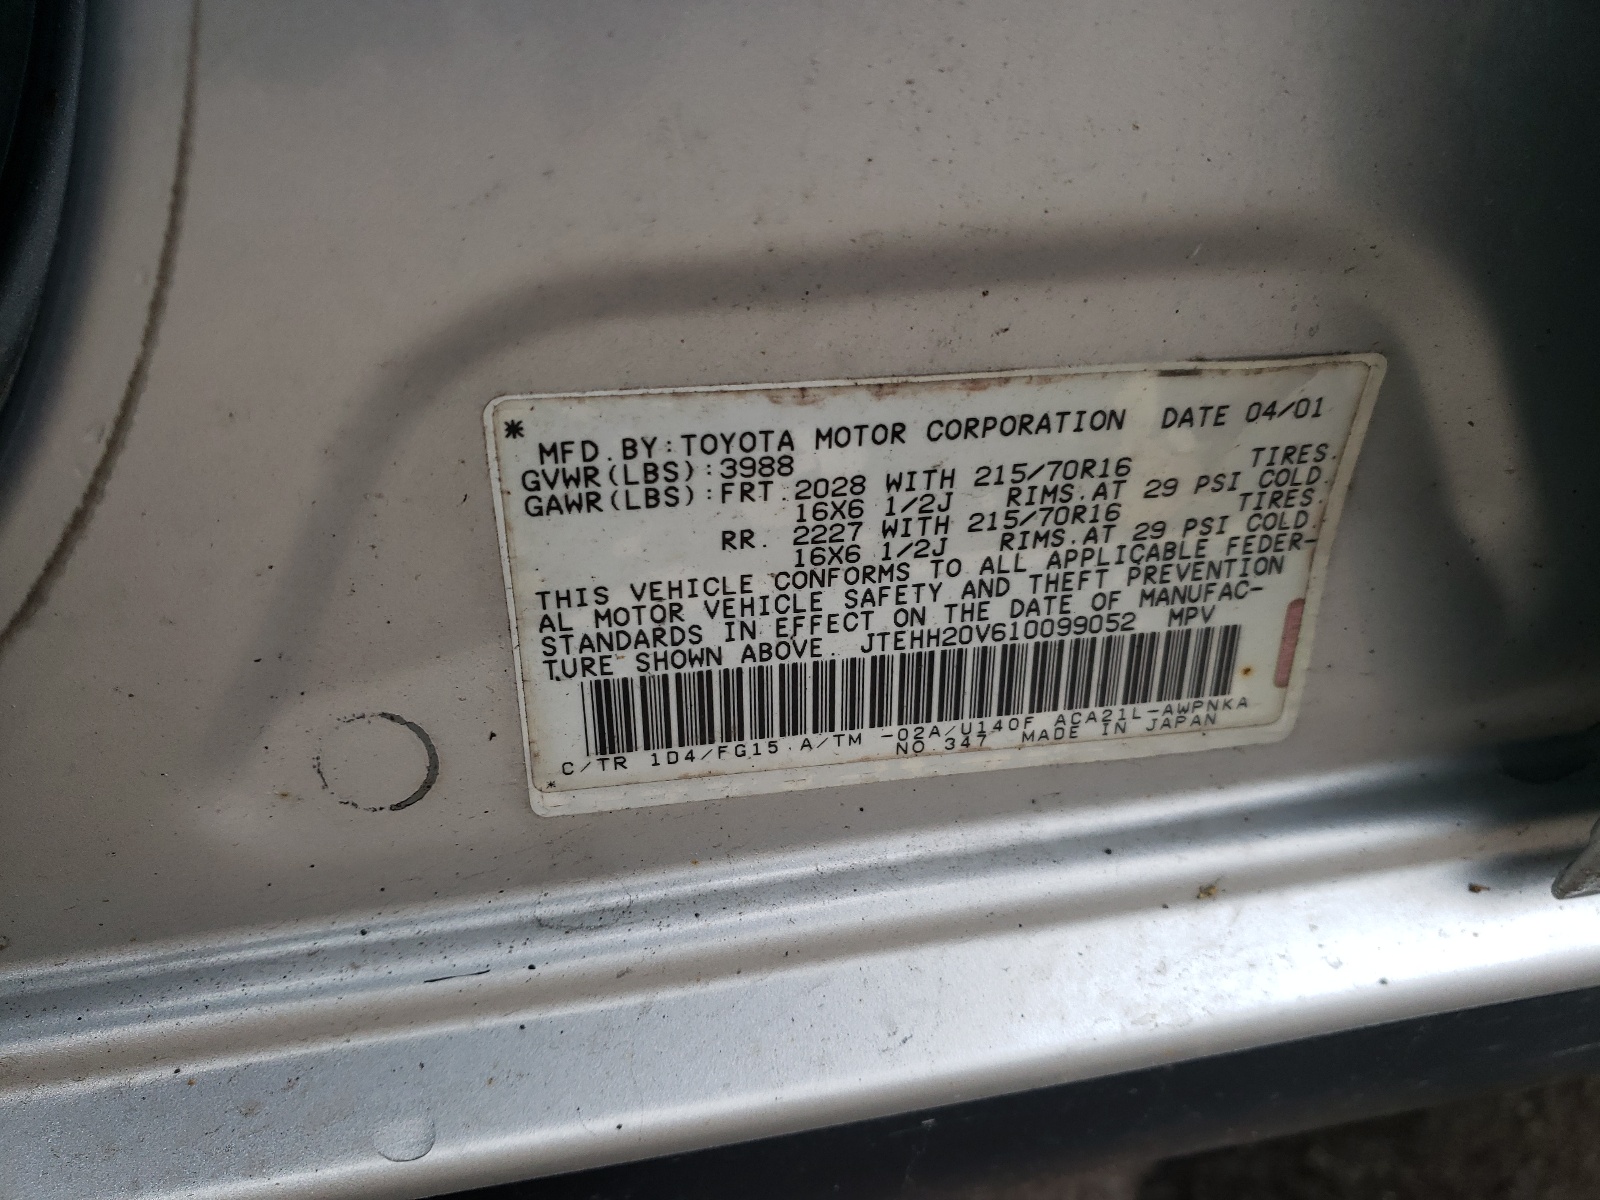 * MFD. BY: TOYOTA MOTOR CORPORATION DATE 04/01
GVWR(LBS):3988
GAWR(LBS):FRT.2028 WITH 215/70R16 TIRES.
16X6 1/2J RIMS.AT 29 PSI COLD.
RR. 2227 WITH 215/70R16 TIRES.
16X6 1/2J RIMS.AT 29 PSI COLD.
THIS VEHICLE CONFORMS TO ALL APPLICABLE FEDER-
AL MOTOR VEHICLE SAFETY AND THEFT PREVENTION
STANDARDS IN EFFECT ON THE DATE OF MANUFAC-
TURE SHOWN ABOVE. JTEHH20V610099052 MPV
C/TR 1D4/FG15 A/TM -02A/U140F ACA21L-AWPNKA
* NO.347 MADE IN JAPAN